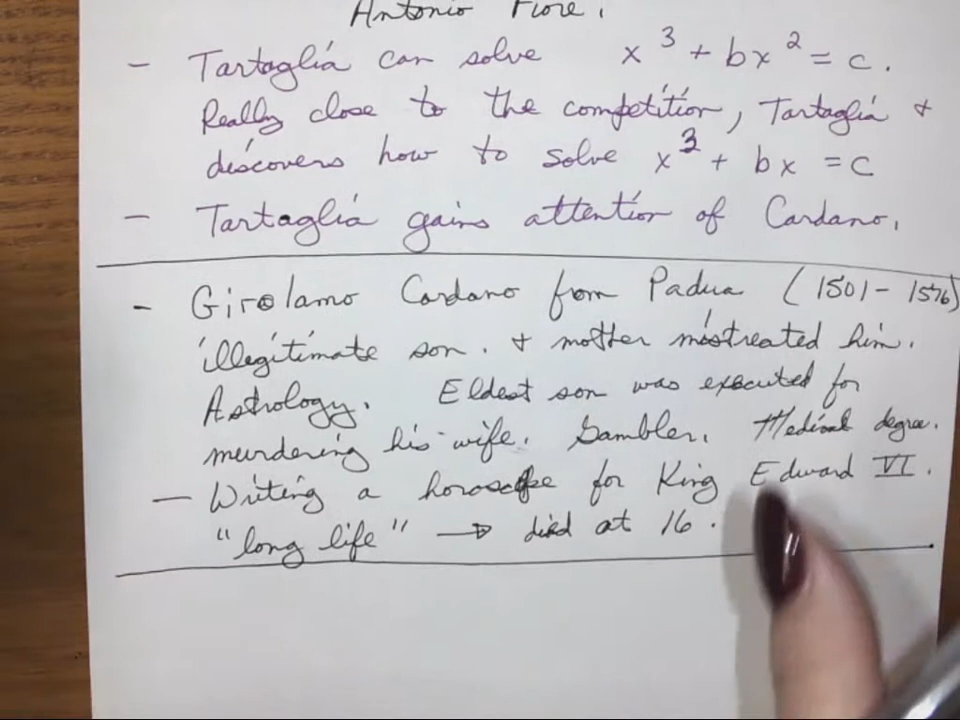 Antonio Fiore.
- Tartaglia can solve x³ + bx² = c.
Really close to the competition, Tartaglia +
discovers how to solve x³ + bx = c
- Tartaglia gains attention of Cardano.
- Girolamo Cardano from Padua (1501-1576)
illegitimate son. + mother mistreated him.
Astrology. Eldest son was executed for
murdering his wife. Gambler. Medical degree.
- Writing a horoscope for King Edward VI.
"long life" → died at 16.